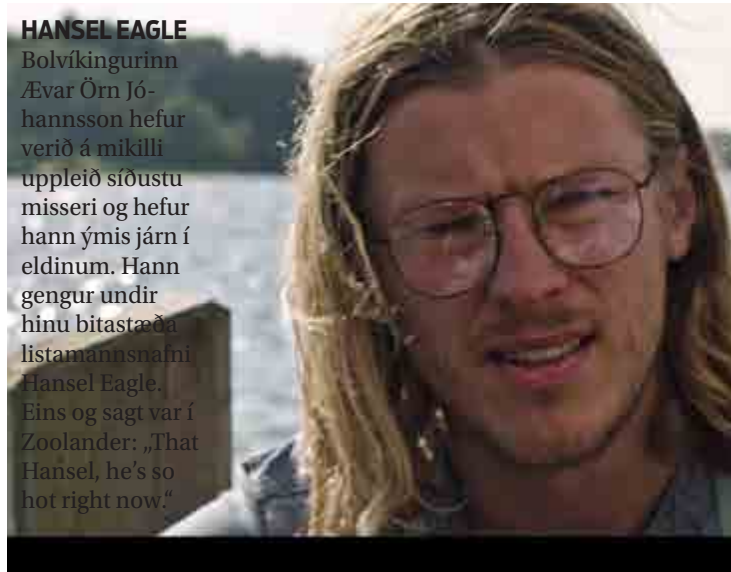 HANSEL EAGLE
Bolvíkingurinn
Ævar Örn Jó-
hannsson hefur
verið á mikilli
uppleið síðustu
misseri og hefur
hann ýmis járn í
eldinum. Hann
gengur undir
hinu bitastæða
listamannsnafni
Hansel Eagle.
Eins og sagt var í
Zoolander: „That
Hansel, he’s so
hot right now.“